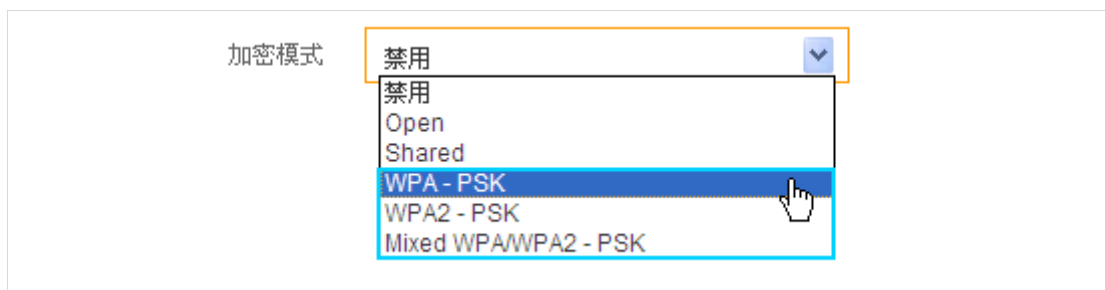 加密模式 禁用
禁用
Open
Shared
WPA - PSK
WPA2 - PSK
Mixed WPA/WPA2 - PSK